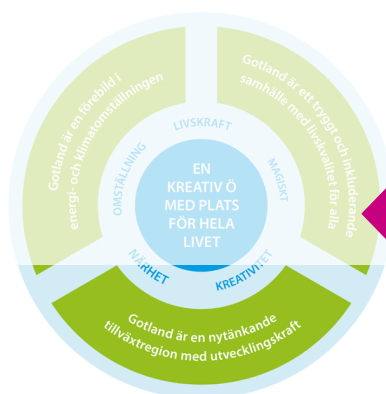 Gotland är en förebild i
energi- och klimatomställningen
Gotland är ett tryggt och inkluderande
samhälle med livskvalitet för alla
LIVSKRAFT
OMSTÄLLNING
MAGISKT
EN
KREATIV Ö
MED PLATS
FÖR HELA
LIVET
NÄRHET
KREATIVITET
Gotland är en nytänkande
tillväxtregion med utvecklingskraft